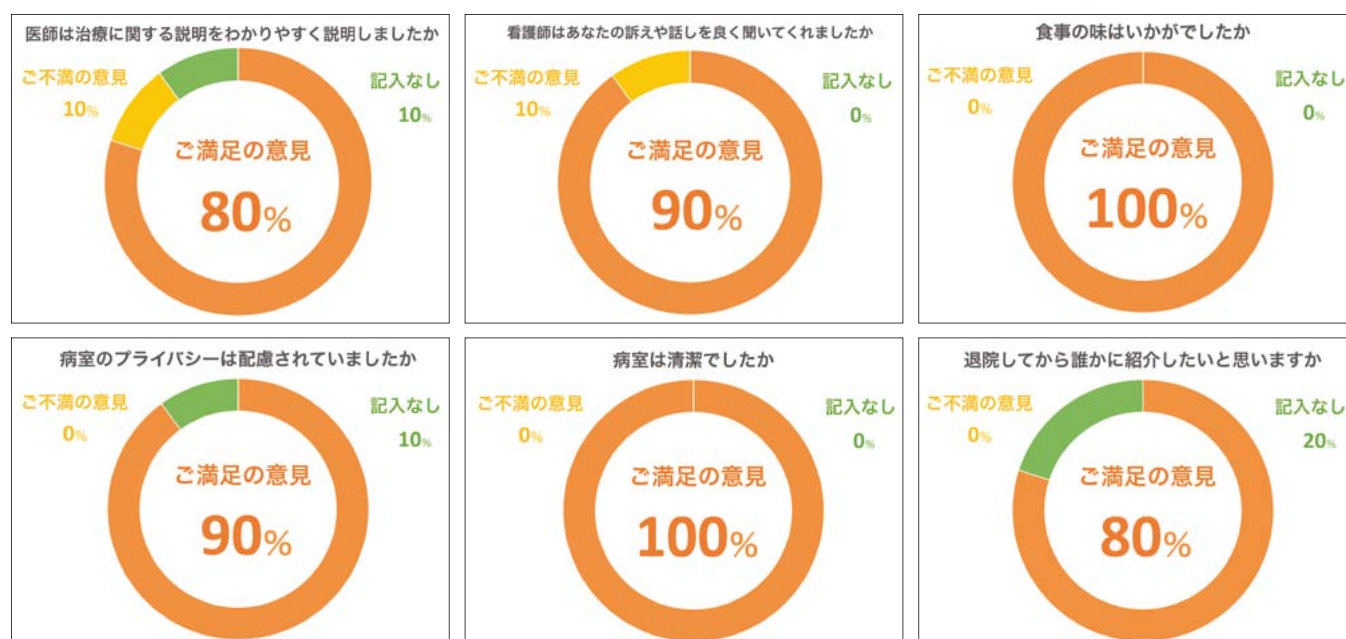 医師は治療に関する説明をわかりやすく説明しましたか
ご不満の意見
10%
記入なし
10%
ご満足の意見
80%
看護師はあなたの訴えや話しを良く聞いてくれましたか
ご不満の意見
10%
記入なし
0%
ご満足の意見
90%
食事の味はいかがでしたか
ご不満の意見
0%
記入なし
0%
ご満足の意見
100%
病室のプライバシーは配慮されていましたか
ご不満の意見
0%
記入なし
10%
ご満足の意見
90%
病室は清潔でしたか
ご不満の意見
0%
記入なし
0%
ご満足の意見
100%
退院してから誰かに紹介したいと思いますか
ご不満の意見
0%
記入なし
20%
ご満足の意見
80%